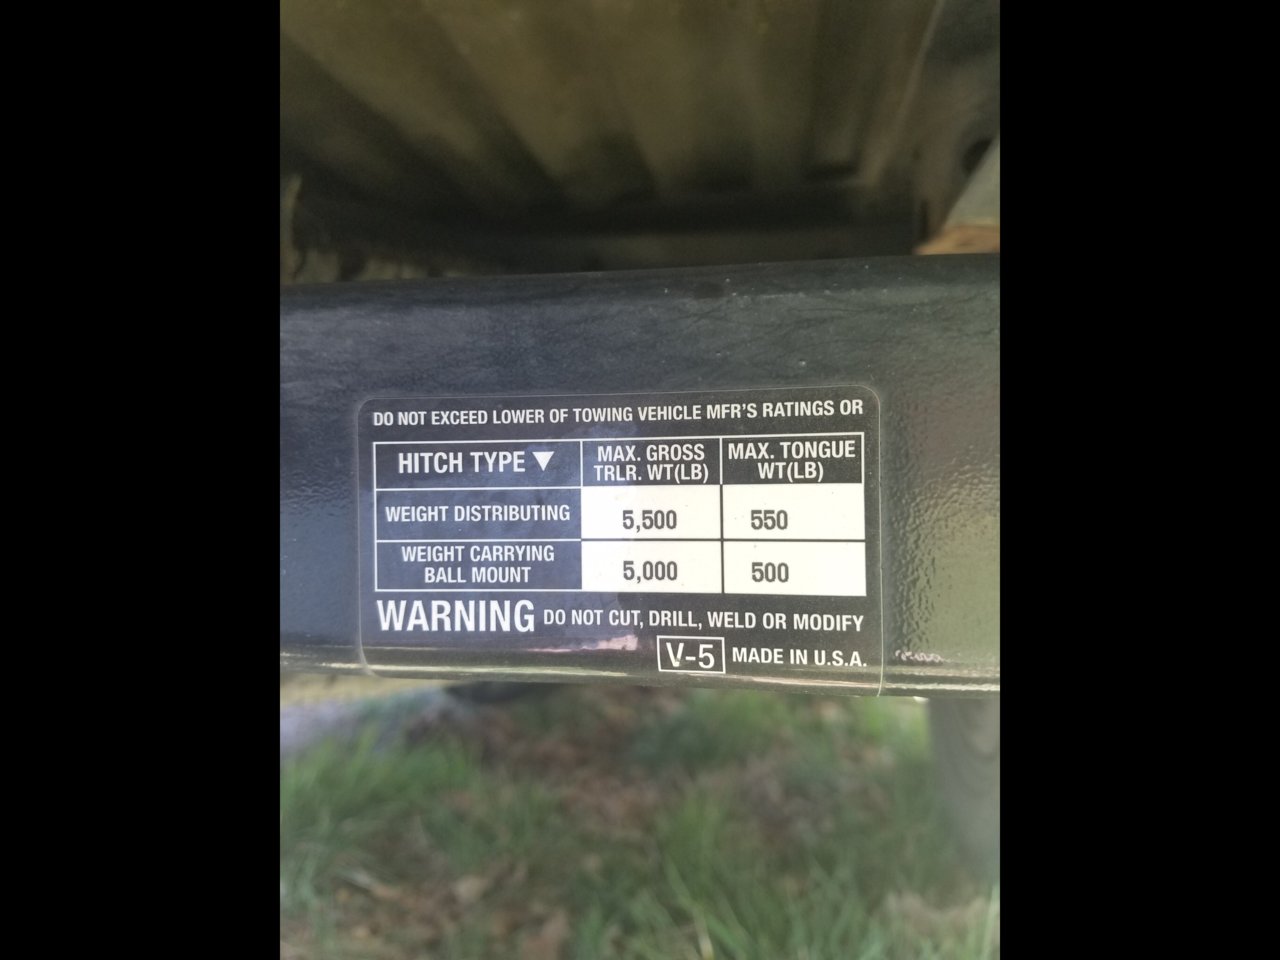 DO NOT EXCEED LOWER OF TOWING VEHICLE MFR'S RATINGS OR
HITCH TYPE ▼ MAX. GROSS TRLR. WT(LB) MAX. TONGUE WT(LB)
WEIGHT DISTRIBUTING 5,500 550
WEIGHT CARRYING BALL MOUNT 5,000 500
WARNING DO NOT CUT, DRILL, WELD OR MODIFY
V-5 MADE IN U.S.A.